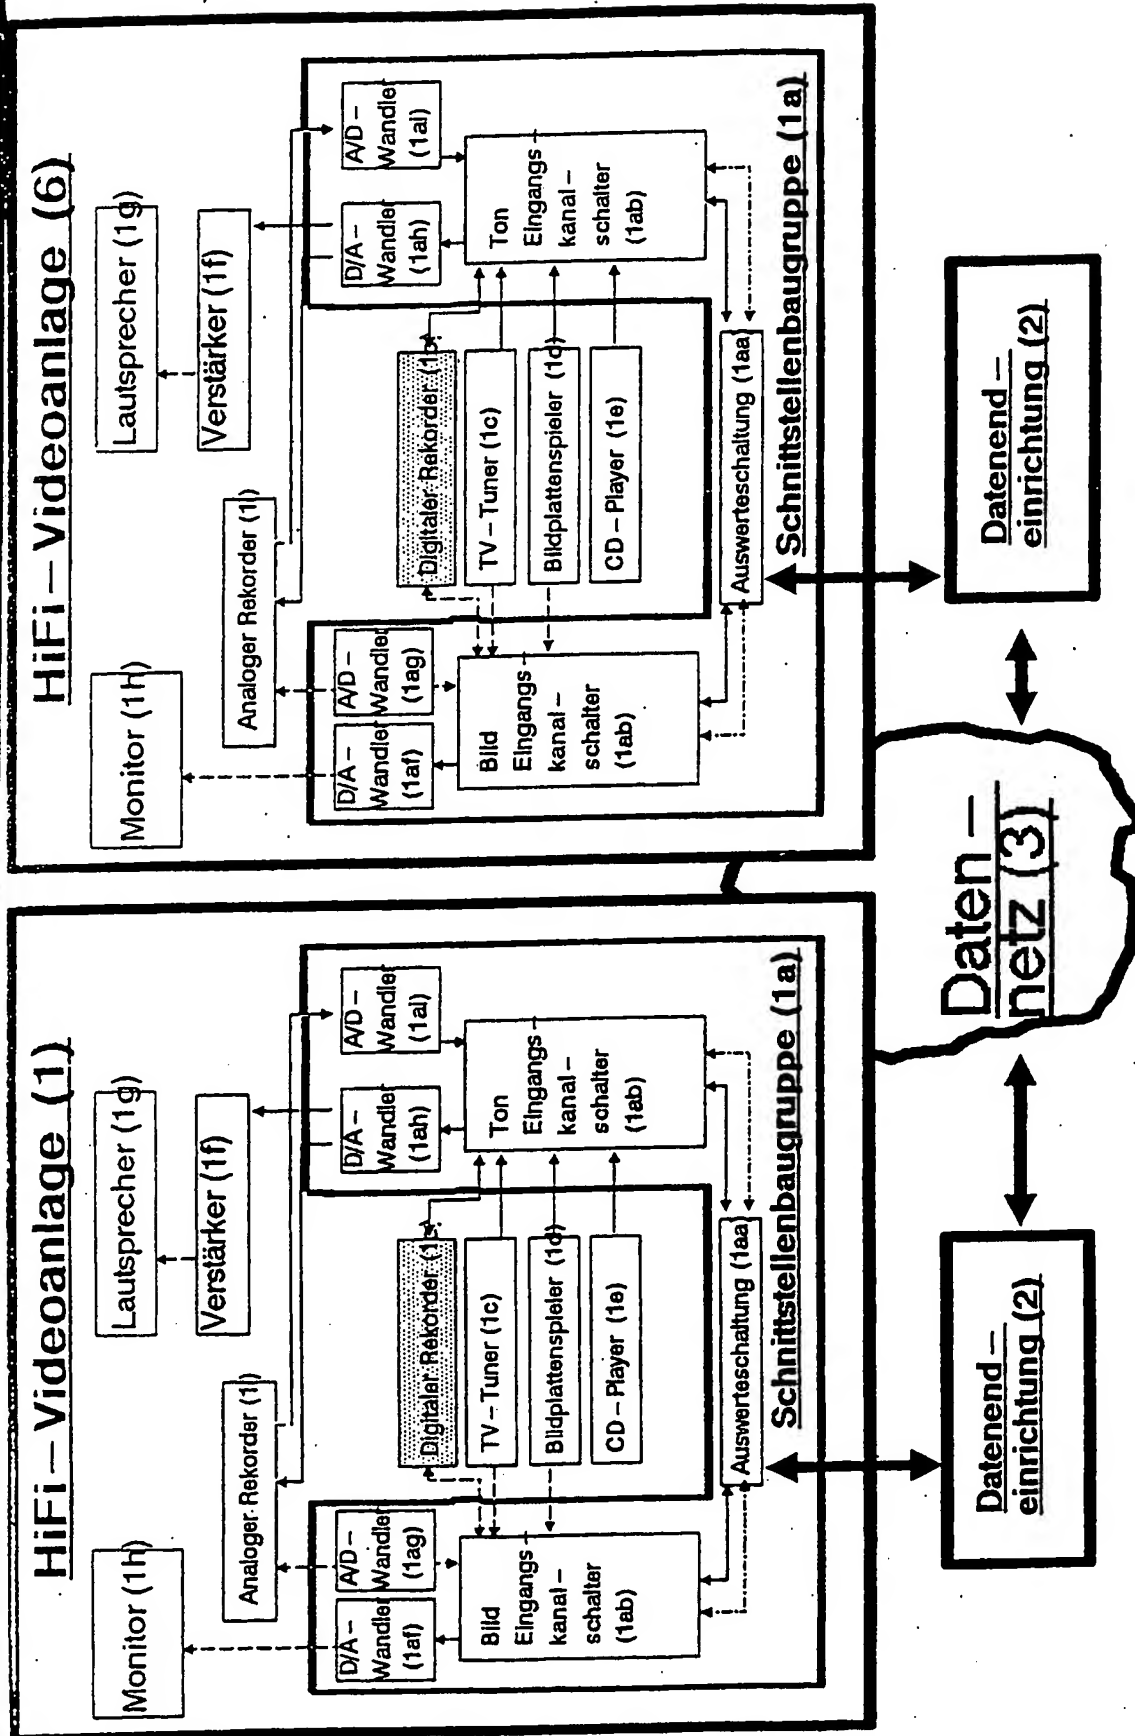 HiFi – Videoanlage (1)
Monitor (1h)
Lautsprecher (1g)
Verstärker (1f)
Analoger Rekorder (1i)
D/A –
Wandler
(1af)
A/D –
Wandler
(1ag)
D/A –
Wandler
(1ah)
A/D –
Wandler
(1ai)
Digitaler Rekorder
TV – Tuner (1c)
Bildplattenspieler (1d)
CD – Player (1e)
Bild
Eingangs –
kanal –
schalter
(1ab)
Ton
Eingangs –
kanal –
schalter
(1ab)
Auswerteschaltung (1aa)
Schnittstellenbaugruppe (1a)
Datenend –
einrichtung (2)
Daten –
netz (3)
HiFi – Videoanlage (6)
Monitor (1h)
Lautsprecher (1g)
Verstärker (1f)
Analoger Rekorder (1i)
D/A –
Wandler
(1af)
A/D –
Wandler
(1ag)
D/A –
Wandler
(1ah)
A/D –
Wandler
(1ai)
Digitaler Rekorder
TV – Tuner (1c)
Bildplattenspieler (1d)
CD – Player (1e)
Bild
Eingangs –
kanal –
schalter
(1ab)
Ton
Eingangs –
kanal –
schalter
(1ab)
Auswerteschaltung (1aa)
Schnittstellenbaugruppe (1a)
Datenend –
einrichtung (2)